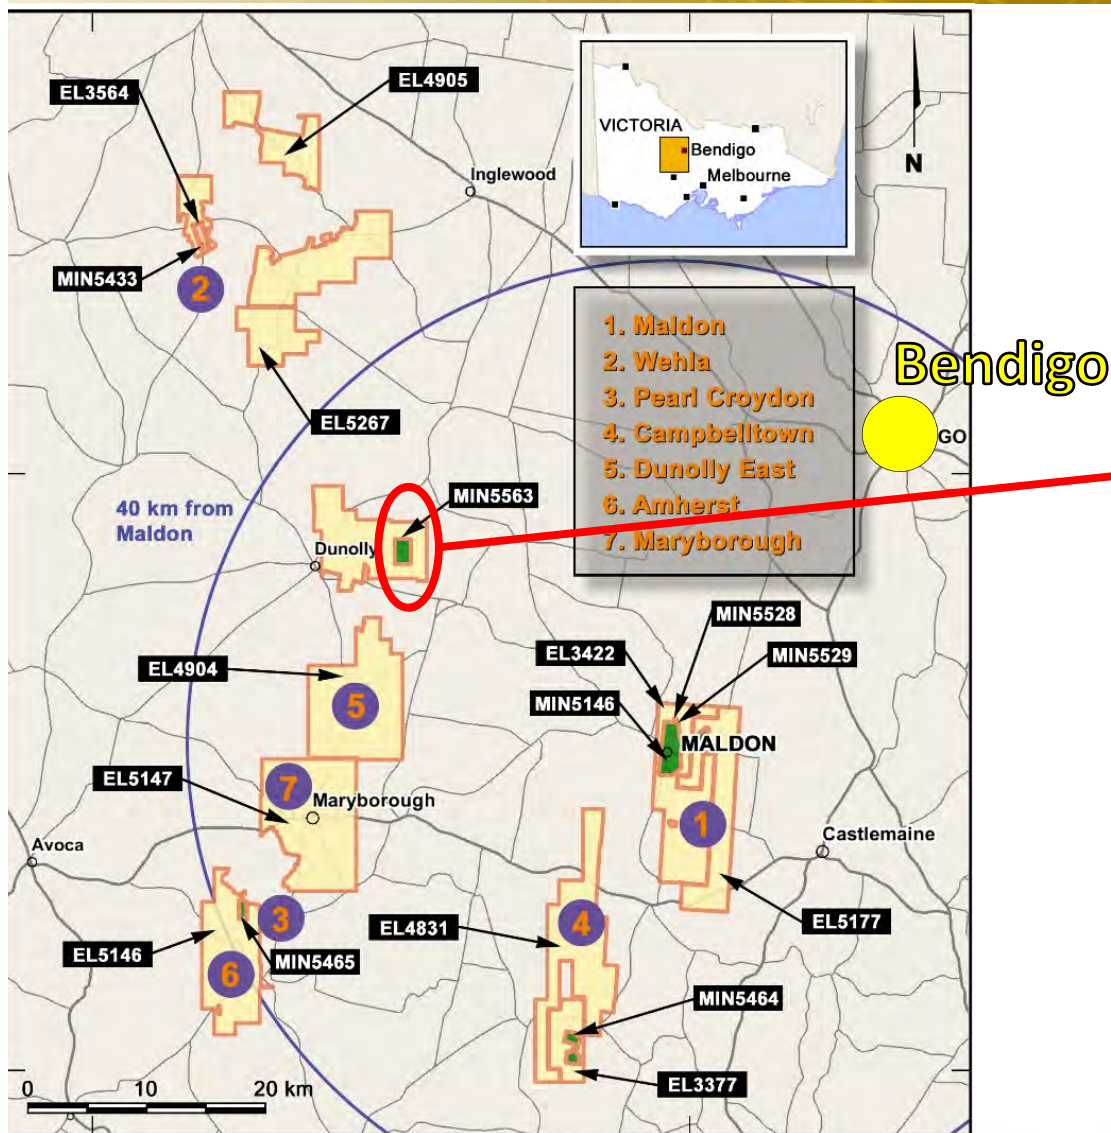 EL3564
EL4905
VICTORIA
Bendigo
Melbourne
N
Inglewood
MIN5433
2
1. Maldon
2. Wehla
3. Pearl Croydon
4. Campbelltown
5. Dunolly East
6. Amherst
7. Maryborough
Bendigo
GO
EL5267
40 km from
Maldon
MIN5563
Dunolly
MIN5528
EL3422
MIN5529
EL4904
MIN5146
5
MALDON
EL5147
7
Maryborough
1
Castlemaine
Avoca
3
4
EL5177
EL4831
EL5146
MIN5465
6
MIN5464
EL3377
0 10 20 km